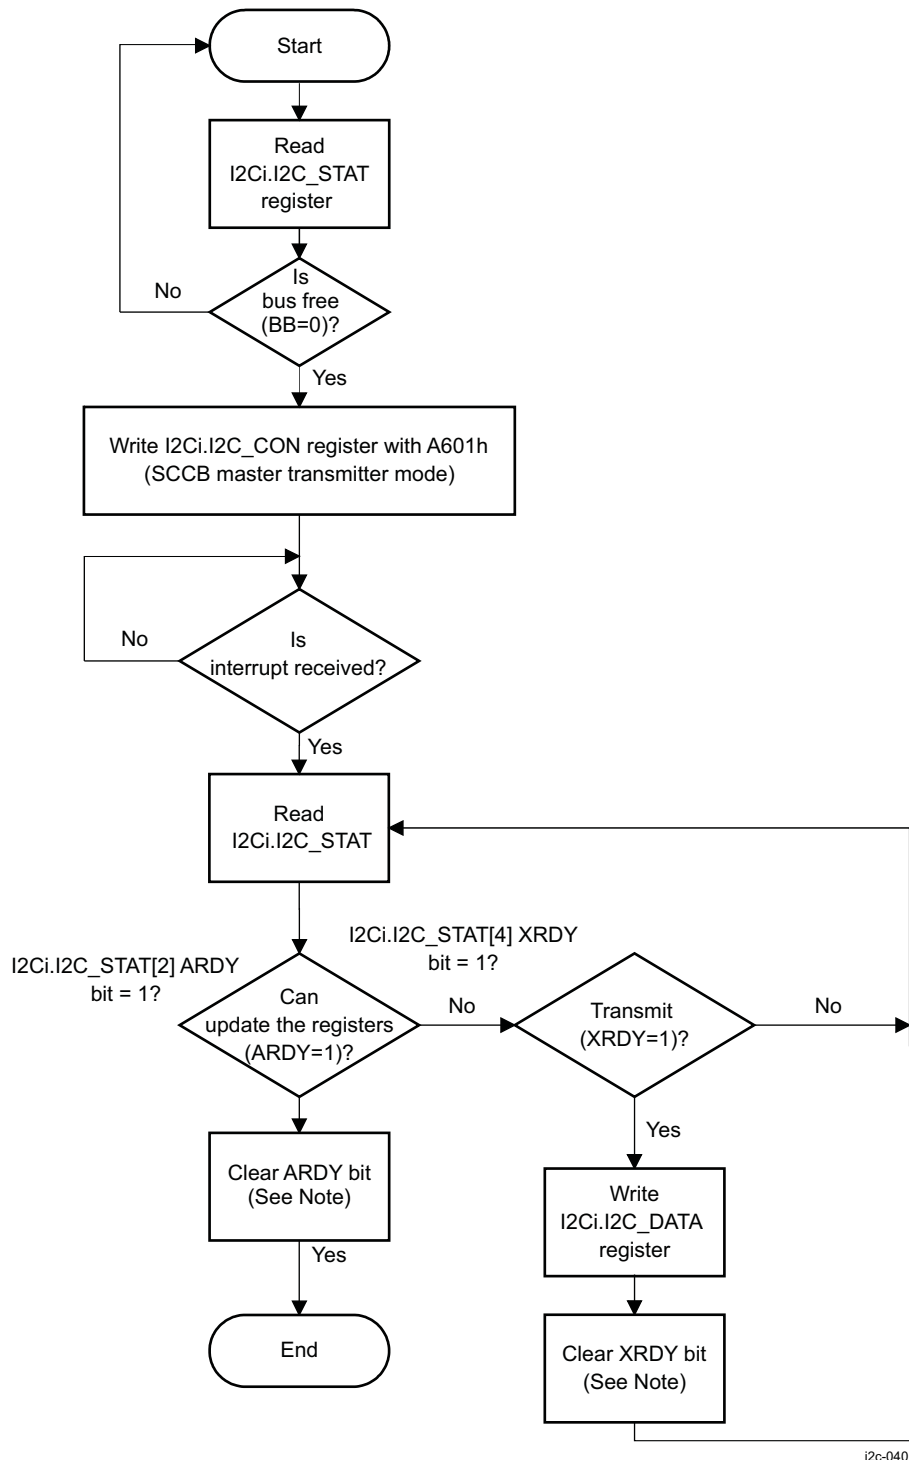 Start
Read
I2Ci.I2C_STAT
register
Is
bus free
(BB=0)?
No
Yes
Write I2Ci.I2C_CON register with A601h
(SCCB master transmitter mode)
Is
interrupt received?
No
Yes
Read
I2Ci.I2C_STAT
I2Ci.I2C_STAT[2] ARDY
bit = 1?
I2Ci.I2C_STAT[4] XRDY
bit = 1?
Can
update the registers
(ARDY=1)?
No
Transmit
(XRDY=1)?
No
Yes
Clear ARDY bit
(See Note)
Yes
Write
I2Ci.I2C_DATA
register
End
Clear XRDY bit
(See Note)
i2c-040